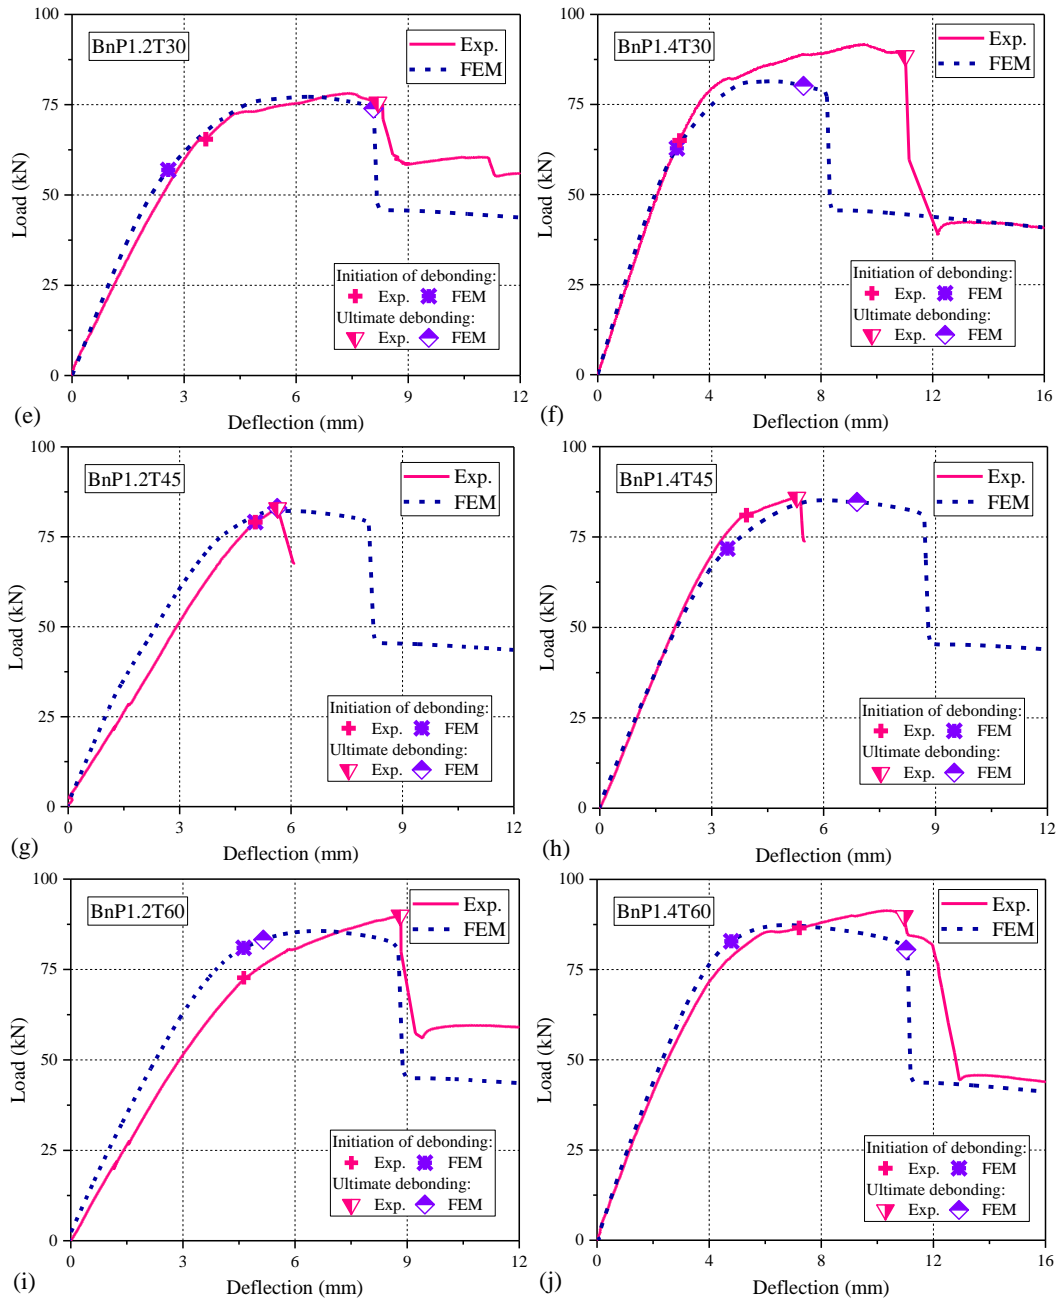 BnP1.2T30
Exp.
FEM
Load (kN)
100
75
50
25
0
Initiation of debonding:
Exp. FEM
Ultimate debonding:
Exp. FEM
0 3 6 9 12
(e) Deflection (mm)
BnP1.4T30
Exp.
FEM
Load (kN)
100
75
50
25
0
Initiation of debonding:
Exp. FEM
Ultimate debonding:
Exp. FEM
0 4 8 12 16
(f) Deflection (mm)
BnP1.2T45
Exp.
FEM
Load (kN)
100
75
50
25
0
Initiation of debonding:
Exp. FEM
Ultimate debonding:
Exp. FEM
0 3 6 9 12
(g) Deflection (mm)
BnP1.4T45
Exp.
FEM
Load (kN)
100
75
50
25
0
Initiation of debonding:
Exp. FEM
Ultimate debonding:
Exp. FEM
0 3 6 9 12
(h) Deflection (mm)
BnP1.2T60
Exp.
FEM
Load (kN)
100
75
50
25
0
Initiation of debonding:
Exp. FEM
Ultimate debonding:
Exp. FEM
0 3 6 9 12
(i) Deflection (mm)
BnP1.4T60
Exp.
FEM
Load (kN)
100
75
50
25
0
Initiation of debonding:
Exp. FEM
Ultimate debonding:
Exp. FEM
0 4 8 12 16
(j) Deflection (mm)